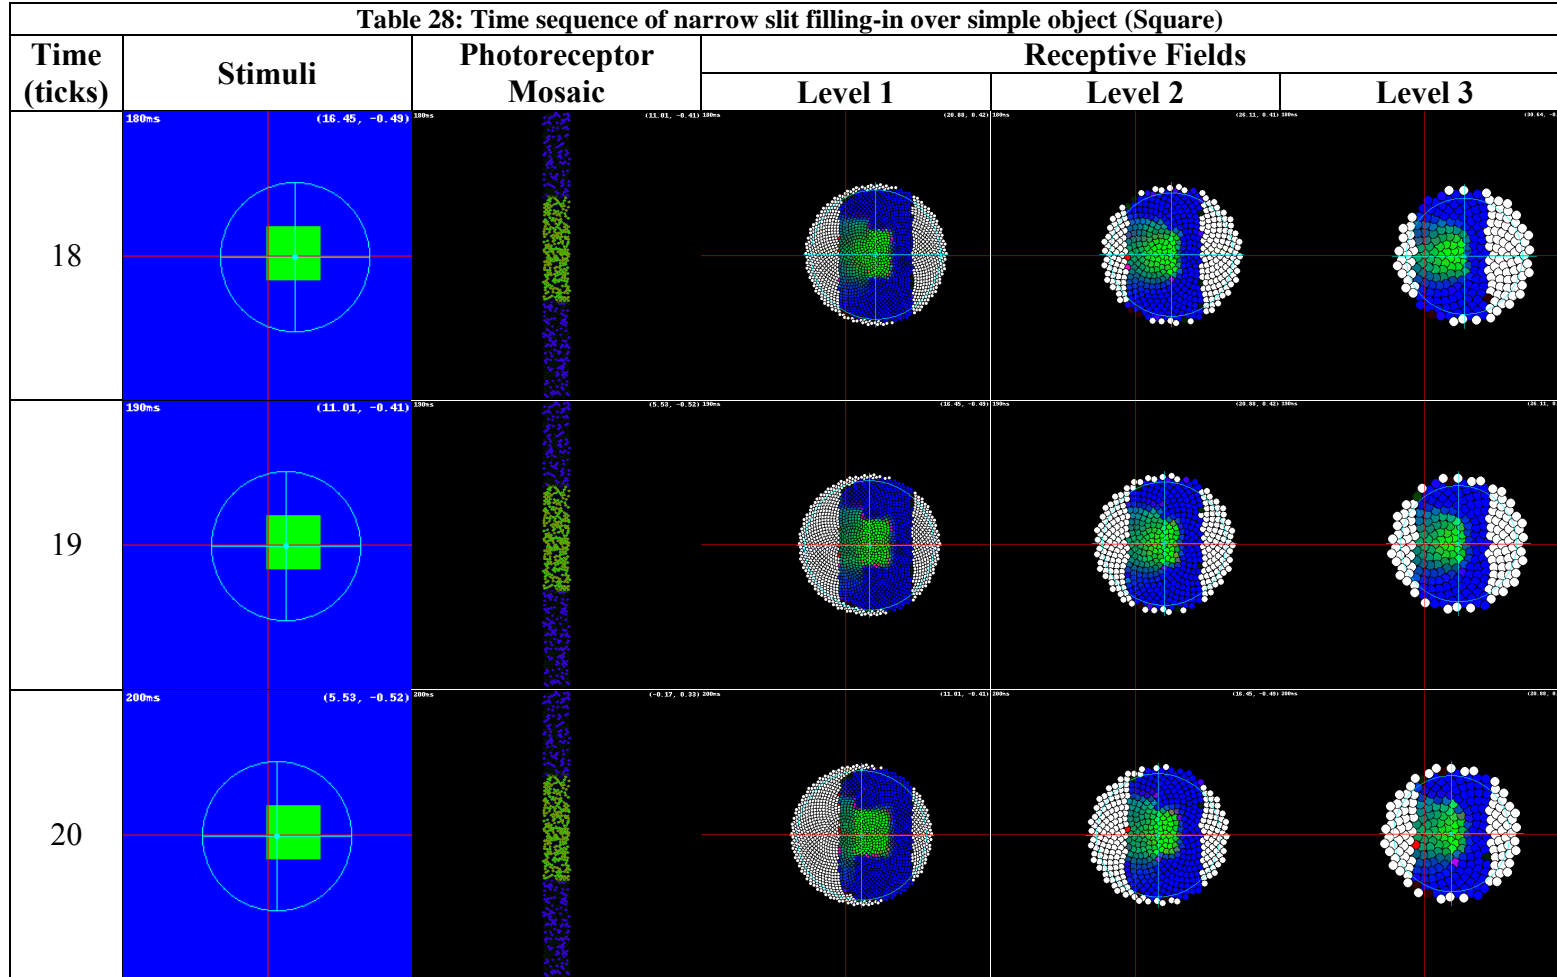 Table 28: Time sequence of narrow slit filling-in over simple object (Square)
Time (ticks) Stimuli Photoreceptor Mosaic Receptive Fields
Level 1 Level 2 Level 3
18
180ms (16.45, -0.49)
180ms (11.01, -0.41)
180ms (20.88, 0.42)
180ms (26.11, 0.41)
180ms (30.64, -0.
19
190ms (11.01, -0.41)
190ms (5.53, -0.52)
190ms (16.45, -0.49)
190ms (20.88, 0.42)
190ms (26.11, 0.
20
200ms (5.53, -0.52)
200ms (-0.17, 0.33)
200ms (11.01, -0.41)
200ms (16.45, -0.49)
200ms (20.88, 0.